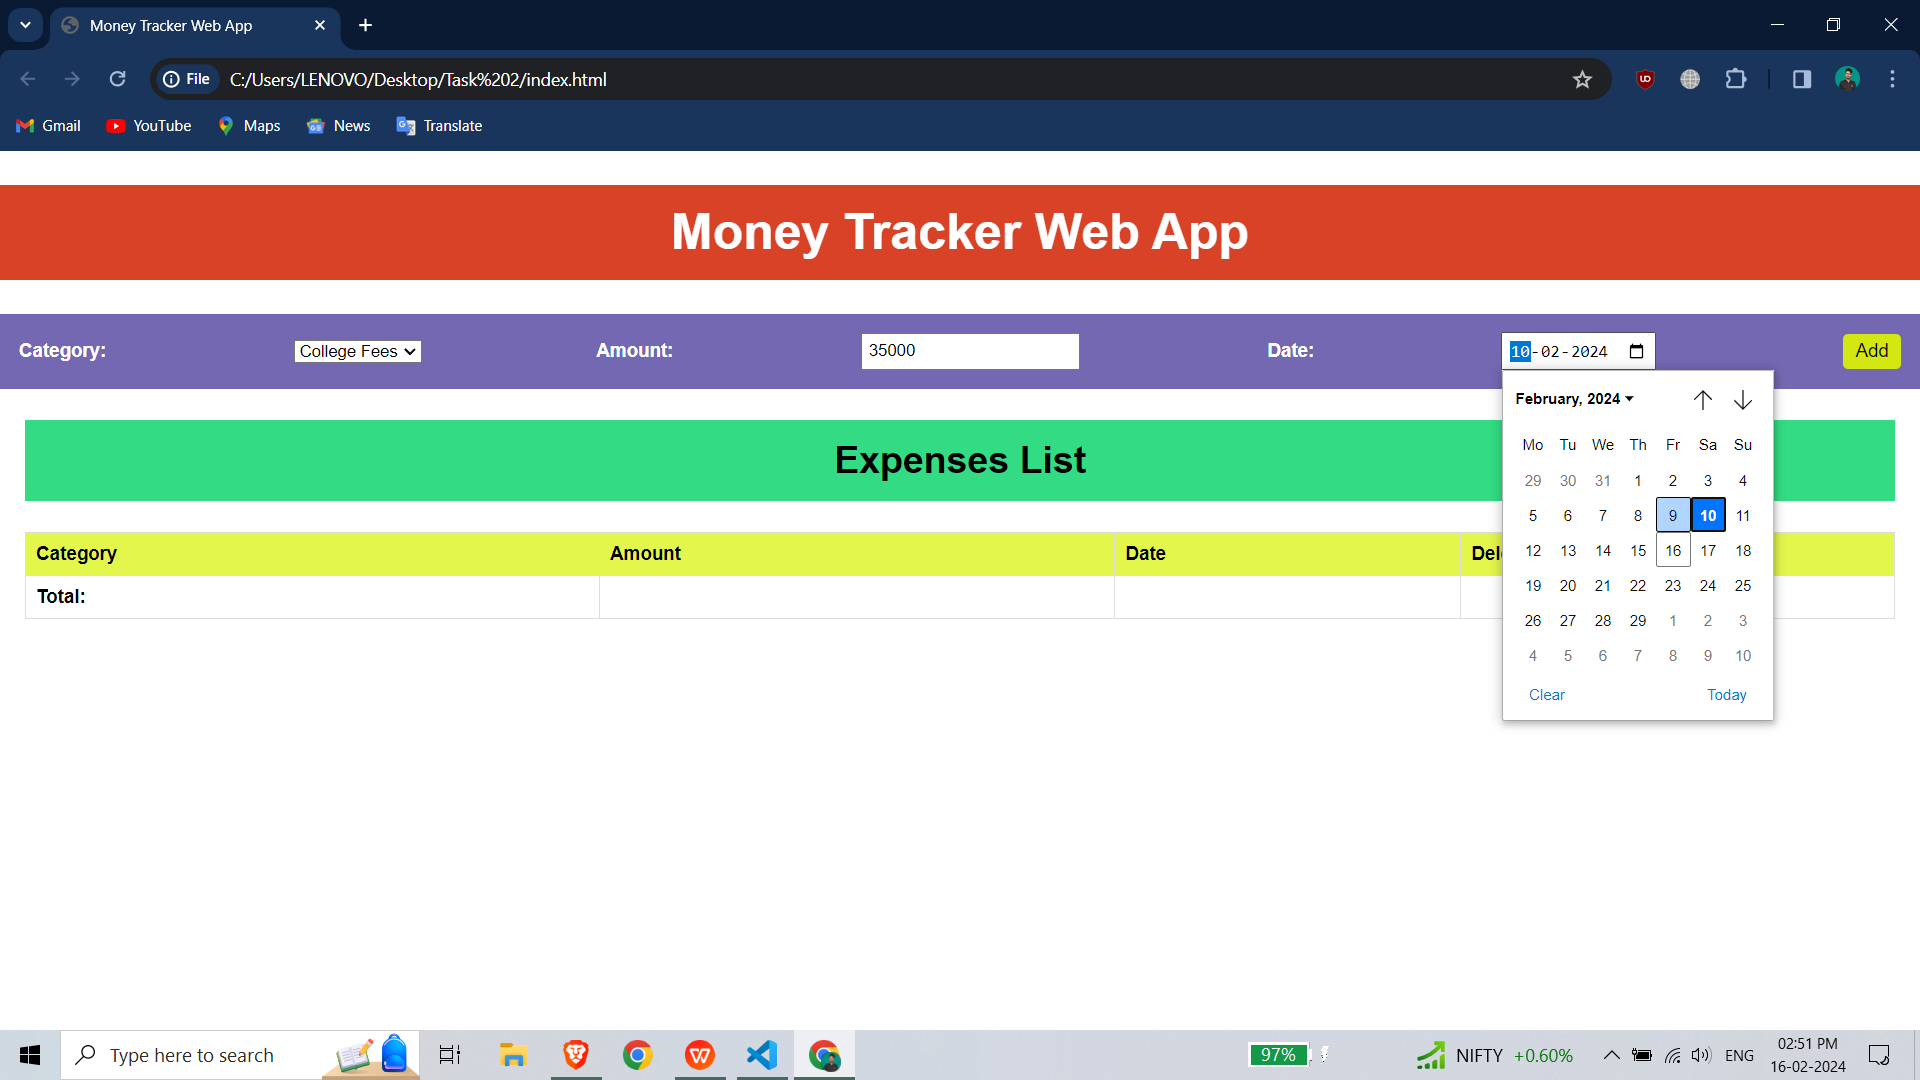 Money Tracker Web App
File C:/Users/LENOVO/Desktop/Task%202/index.html
Gmail YouTube Maps News Translate
Money Tracker Web App
Category: College Fees Amount: 35000 Date: 10-02-2024 Add
February, 2024
Mo Tu We Th Fr Sa Su
29 30 31 1 2 3 4
5 6 7 8 9 10 11
12 13 14 15 16 17 18
19 20 21 22 23 24 25
26 27 28 29 1 2 3
4 5 6 7 8 9 10
Clear Today
Expenses List
Category Amount Date Del
Total:
Type here to search 97% NIFTY +0.60% ENG 02:51 PM
16-02-2024